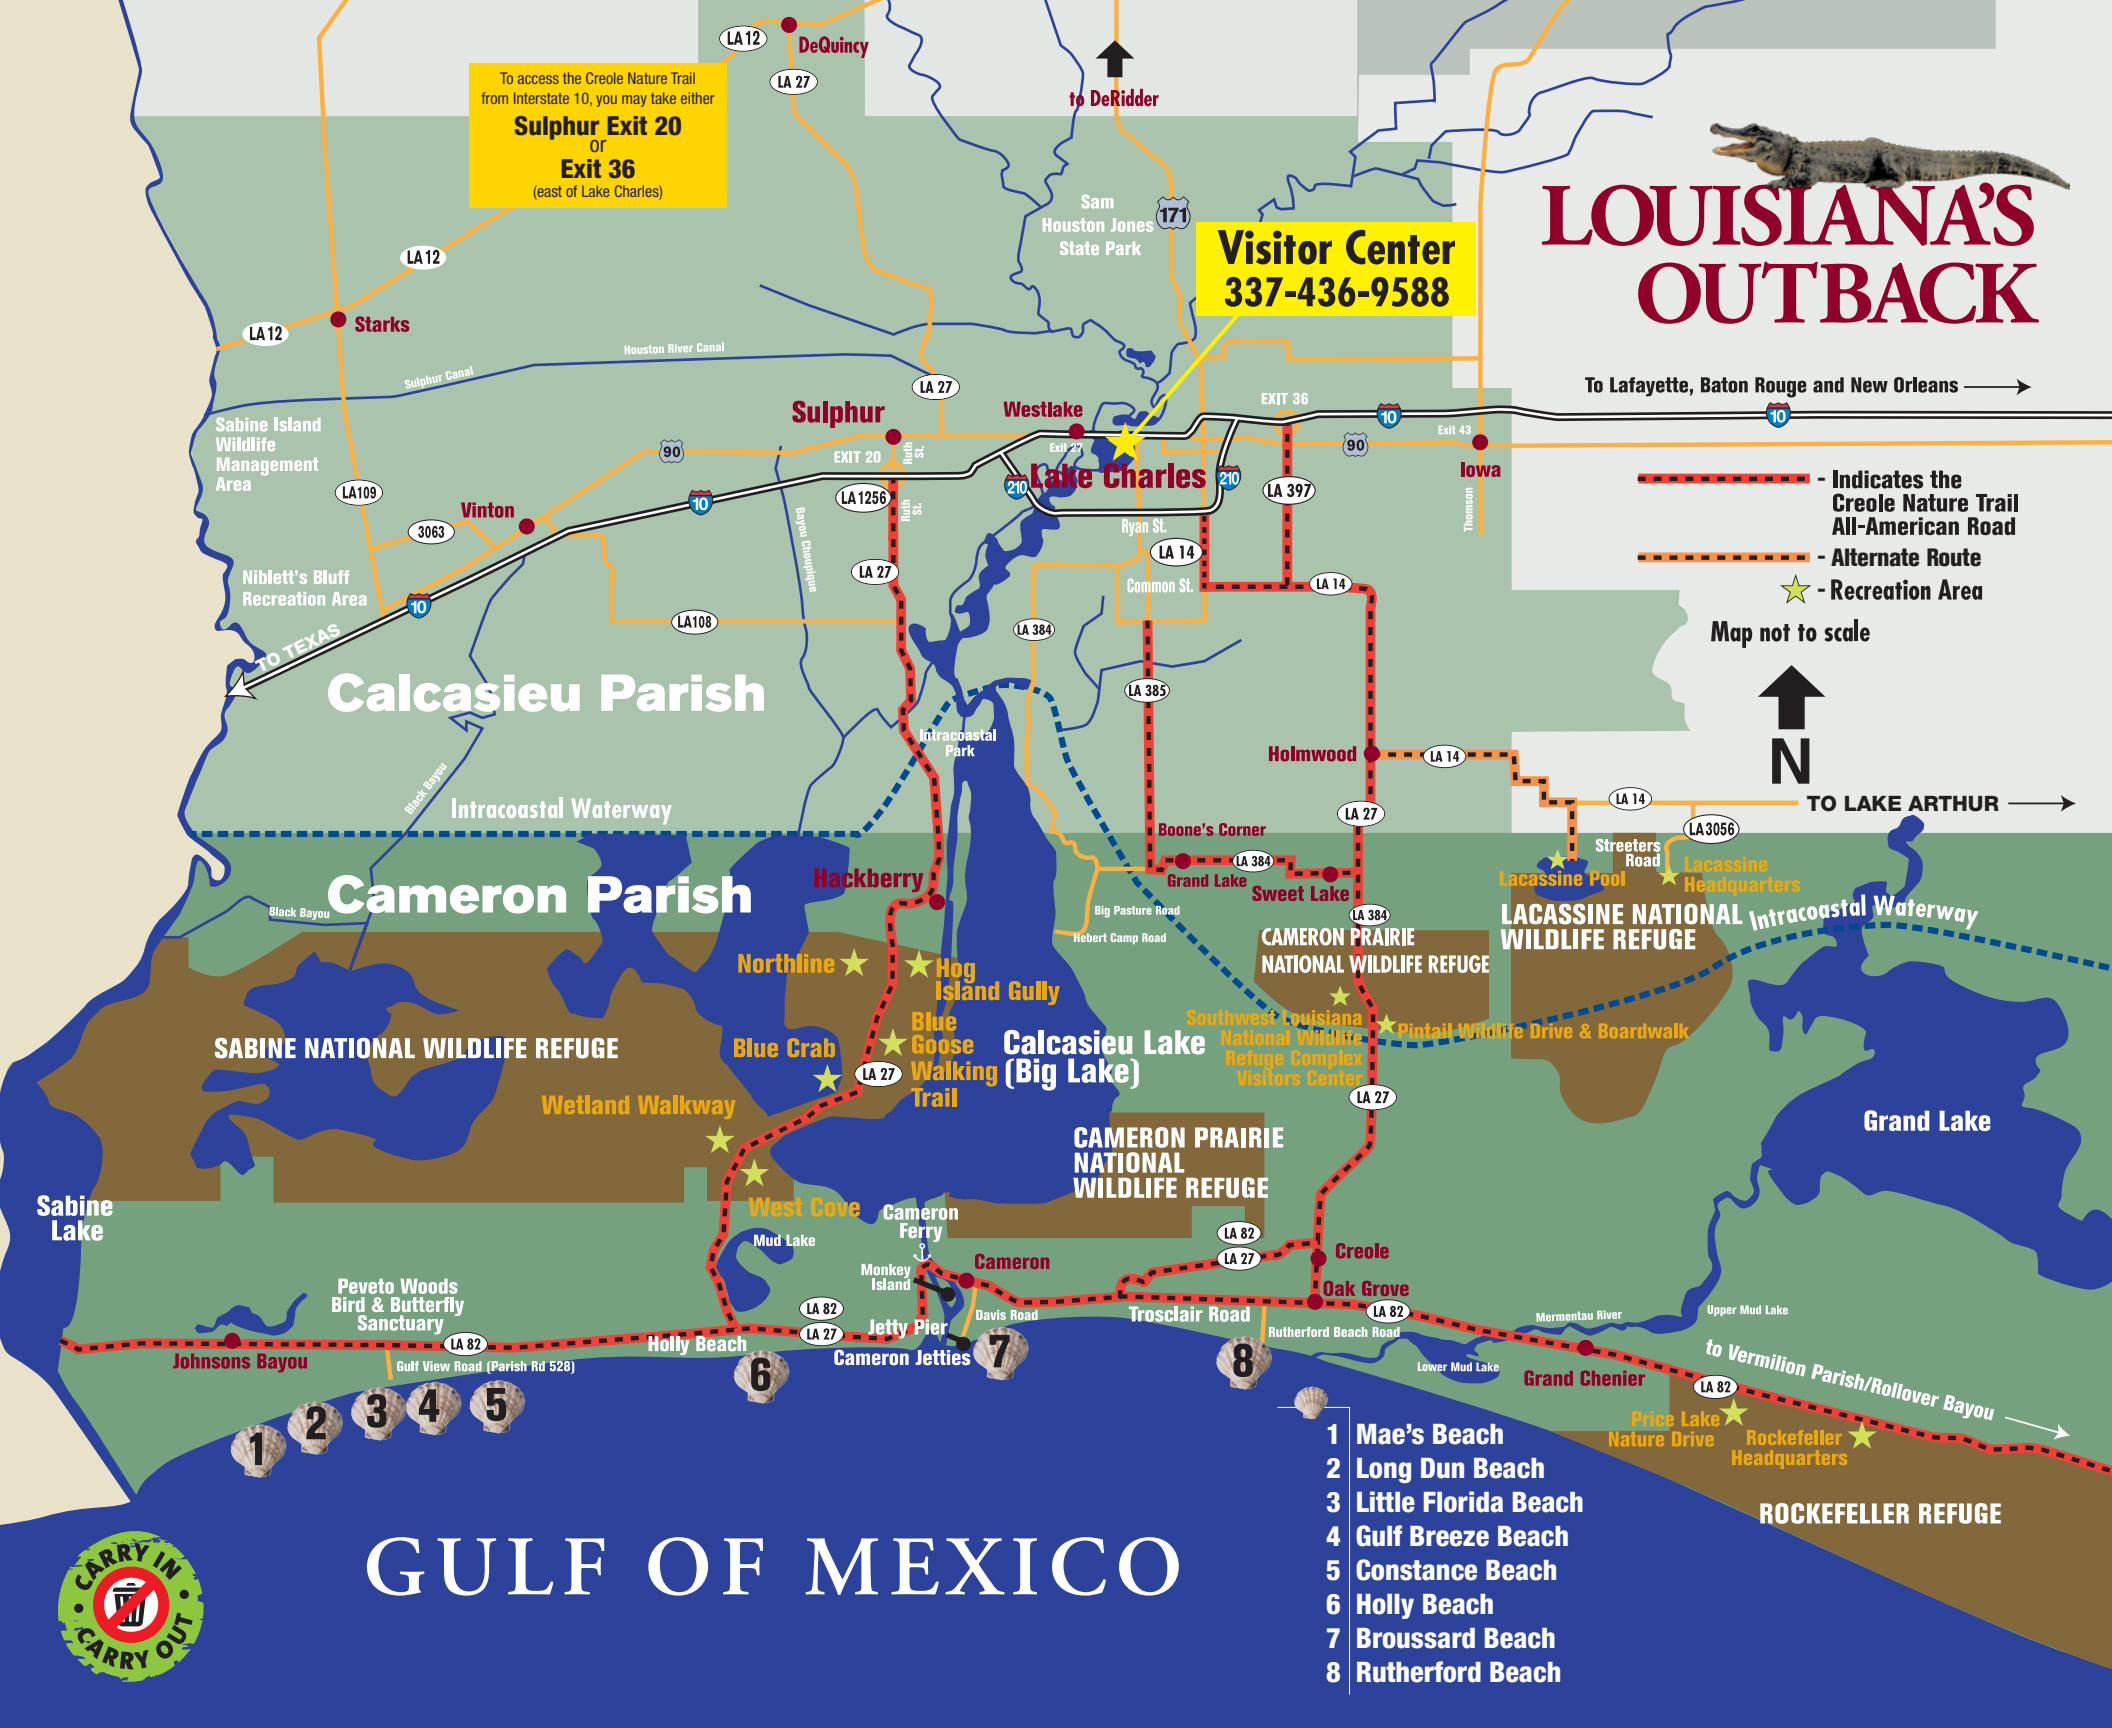 LA 12
DeQuincy
LA 27
To access the Creole Nature Trail
from Interstate 10, you may take either
Sulphur Exit 20
or
Exit 36
(east of Lake Charles)
to DeRidder
LOUISIANA'S
OUTBACK
Sam
Houston Jones
State Park
171
Visitor Center
337-436-9588
LA 12
LA 12
Starks
Houston River Canal
Sulphur Canal
LA 27
To Lafayette, Baton Rouge and New Orleans
Sabine Island
Wildlife
Management
Area
Sulphur
Westlake
EXIT 36
10
10
90
EXIT 20
Ruth
St.
Exit 27
90
Exit 43
Iowa
Lake Charles
210
210
LA 397
LA109
LA1256
Ruth
St.
10
Vinton
3063
Bayou Choupique
Ryan St.
Thomson
- Indicates the
Creole Nature Trail
All-American Road
- Alternate Route
- Recreation Area
Map not to scale
N
LA 14
LA 27
Common St.
LA 14
Niblett's Bluff
Recreation Area
10
LA108
LA 384
TO TEXAS
Calcasieu Parish
LA 385
Intracoastal
Park
Holmwood
LA 14
Black Bayou
Intracoastal Waterway
LA 27
LA 14
TO LAKE ARTHUR
LA3056
Boone's Corner
LA 384
Grand Lake
Sweet Lake
Streeters
Road
Lacassine Pool
Lacassine
Headquarters
Hackberry
Cameron Parish
Black Bayou
Big Pasture Road
Hebert Camp Road
LA 384
LACASSINE NATIONAL
WILDLIFE REFUGE
Intracoastal Waterway
CAMERON PRAIRIE
NATIONAL WILDLIFE REFUGE
Northline
Hog
Island Gully
SABINE NATIONAL WILDLIFE REFUGE
Blue Crab
Blue
Goose
Walking
Trail
LA 27
Calcasieu Lake
(Big Lake)
Southwest Louisiana
National Wildlife
Refuge Complex
Visitors Center
Pintail Wildlife Drive & Boardwalk
LA 27
Wetland Walkway
Grand Lake
CAMERON PRAIRIE
NATIONAL
WILDLIFE REFUGE
Sabine
Lake
West Cove
Mud Lake
Cameron
Ferry
LA 82
LA 27
Creole
Monkey
Island
Cameron
Oak Grove
LA 82
Peveto Woods
Bird & Butterfly
Sanctuary
LA 82
LA 27
Davis Road
Trosclair Road
Mermentau River
Upper Mud Lake
Jetty Pier
Rutherford Beach Road
Johnsons Bayou
LA 82
Holly Beach
Cameron Jetties
Gulf View Road (Parish Rd 528)
Lower Mud Lake
Grand Chenier
to Vermilion Parish/Rollover Bayou
LA 82
1
2
3
4
5
6
7
8
Price Lake
Nature Drive
Rockefeller
Headquarters
ROCKEFELLER REFUGE
1 Mae's Beach
2 Long Dun Beach
3 Little Florida Beach
4 Gulf Breeze Beach
5 Constance Beach
6 Holly Beach
7 Broussard Beach
8 Rutherford Beach
GULF OF MEXICO
CARRY IN
CARRY OUT